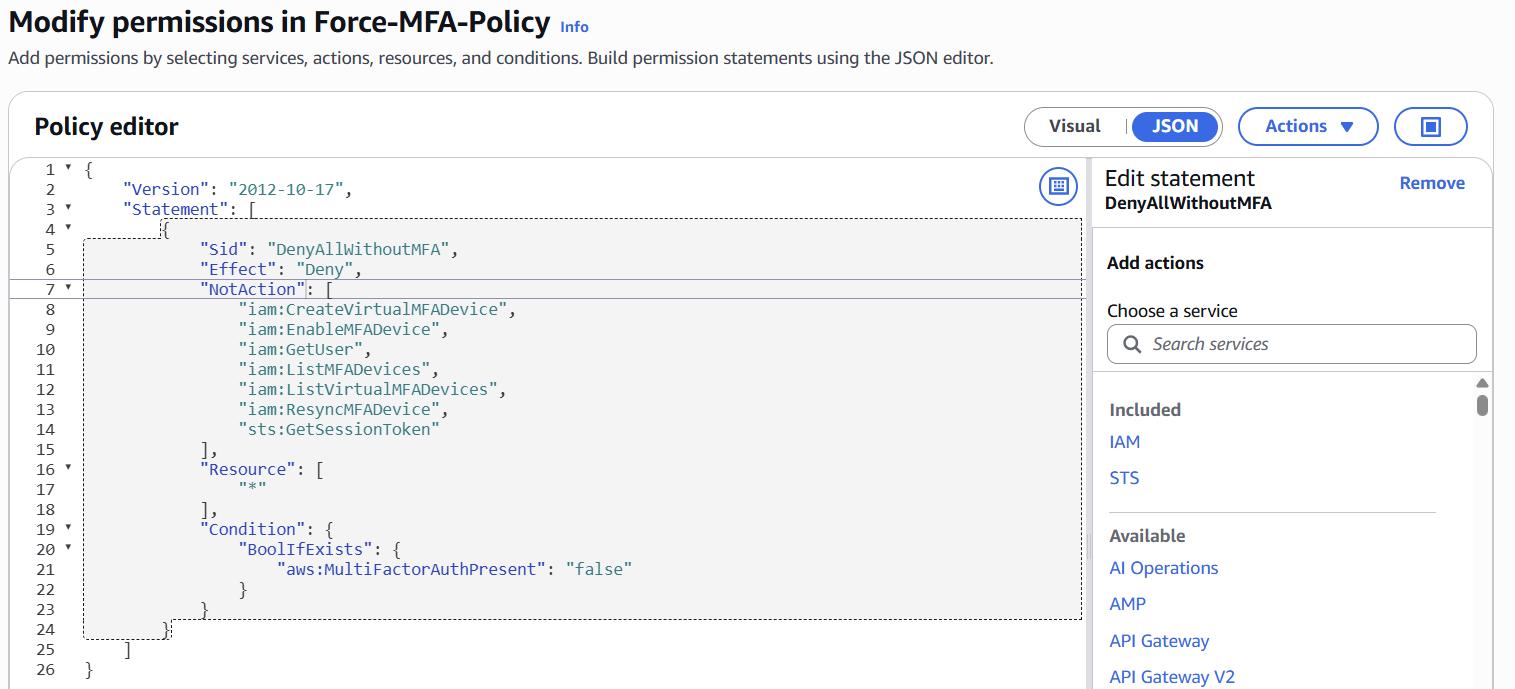 Modify permissions in Force-MFA-Policy Info
Add permissions by selecting services, actions, resources, and conditions. Build permission statements using the JSON editor.
Policy editor
Visual
JSON
Actions
1 {
2 "Version": "2012-10-17",
3 "Statement": [
4 {
5 "Sid": "DenyAllWithoutMFA",
6 "Effect": "Deny",
7 "NotAction": [
8 "iam:CreateVirtualMFADevice",
9 "iam:EnableMFADevice",
10 "iam:GetUser",
11 "iam:ListMFADevices",
12 "iam:ListVirtualMFADevices",
13 "iam:ResyncMFADevice",
14 "sts:GetSessionToken"
15 ],
16 "Resource": [
17 "*"
18 ],
19 "Condition": {
20 "BoolIfExists": {
21 "aws:MultiFactorAuthPresent": "false"
22 }
23 }
24 }
25 ]
26 }
Edit statement
Remove
DenyAllWithoutMFA
Add actions
Choose a service
Search services
Included
IAM
STS
Available
AI Operations
AMP
API Gateway
API Gateway V2